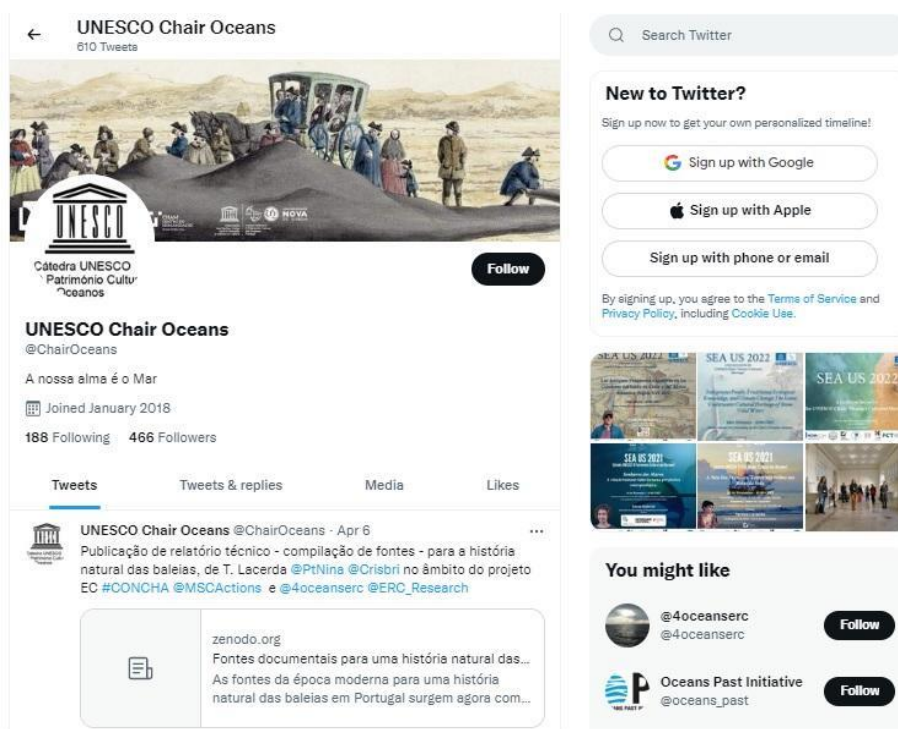 UNESCO Chair Oceans
610 Tweets
UNESCO
Cátedra UNESCO
Património Cultu
Oceanos
NOVA
Follow
UNESCO Chair Oceans
@ChairOceans
A nossa alma é o Mar
Joined January 2018
188 Following 466 Followers
Tweets Tweets & replies Media Likes
UNESCO Chair Oceans @ChairOceans · Apr 6
Publicação de relatório técnico - compilação de fontes - para a história
natural das baleias, de T. Lacerda @PtNina @Crisbri no âmbito do projeto
EC #CONCHA @MSCActions e @4oceanserc @ERC_Research
zenodo.org
Fontes documentais para uma história natural das...
As fontes da época moderna para uma história
natural das baleias em Portugal surgem agora com...
Search Twitter
New to Twitter?
Sign up now to get your own personalized timeline!
Sign up with Google
Sign up with Apple
Sign up with phone or email
By signing up, you agree to the Terms of Service and
Privacy Policy, including Cookie Use.
SEA US 2022
SEA US 2022
SEA US 2022
SEA US 2021
SEA US 2021
You might like
@4oceanserc
@4oceanserc
Follow
Oceans Past Initiative
@oceans_past
Follow